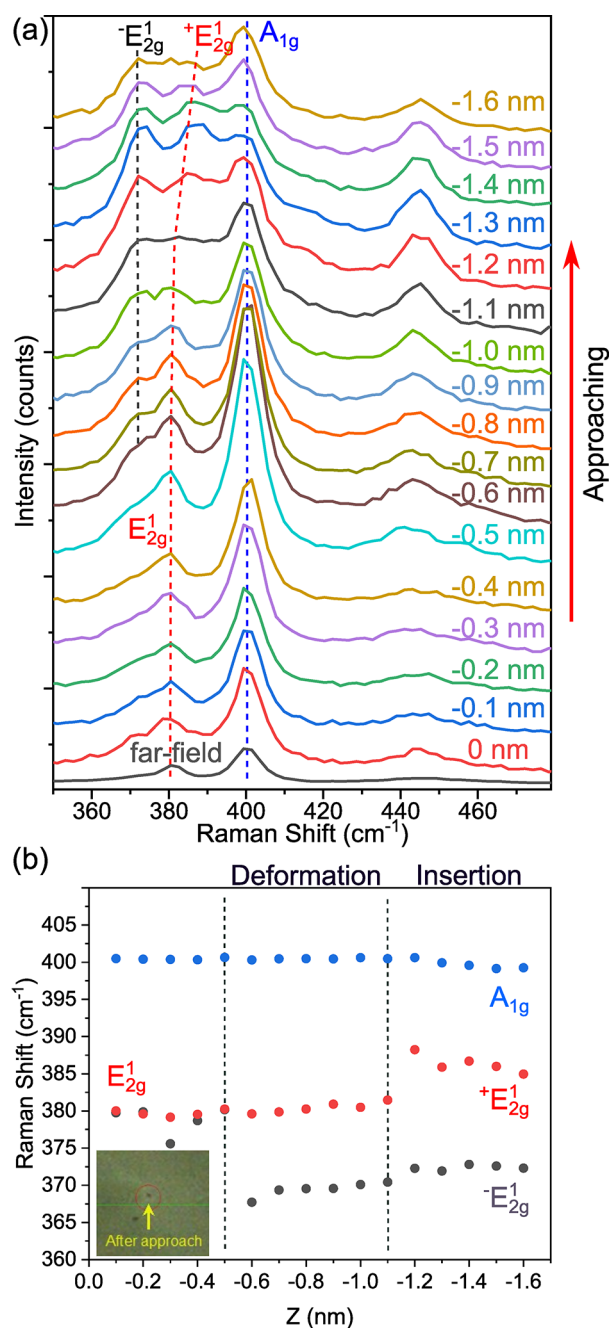 (a)
-E¹2g
+E¹2g
A1g
-1.6 nm
-1.5 nm
-1.4 nm
-1.3 nm
-1.2 nm
-1.1 nm
-1.0 nm
-0.9 nm
-0.8 nm
-0.7 nm
-0.6 nm
-0.5 nm
E¹2g
-0.4 nm
-0.3 nm
-0.2 nm
-0.1 nm
0 nm
far-field
Intensity (counts)
Approaching
360 380 400 420 440 460
Raman Shift (cm⁻¹)
(b)
Deformation Insertion
405
400
395
390
385
380
375
370
365
360
Raman Shift (cm⁻¹)
A1g
E¹2g
+E¹2g
-E¹2g
After approach
0.0 -0.2 -0.4 -0.6 -0.8 -1.0 -1.2 -1.4 -1.6
Z (nm)